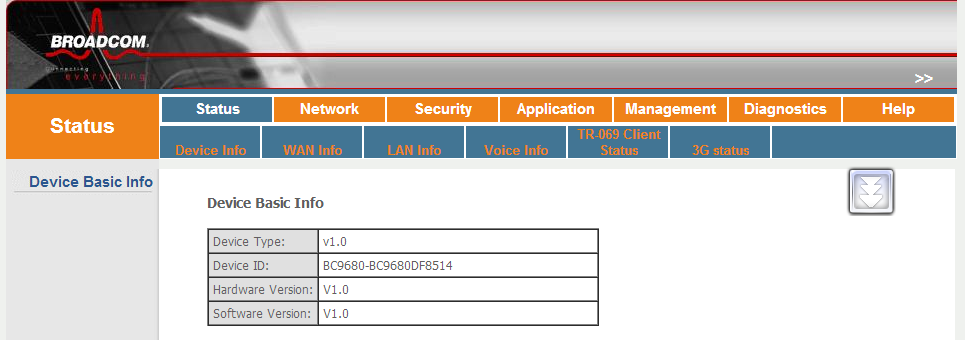 BROADCOM.
Connecting
everything
>>
Status
Status Network Security Application Management Diagnostics Help
Device Info WAN Info LAN Info Voice Info TR-069 Client Status 3G status
Device Basic Info
Device Basic Info
Device Type: v1.0
Device ID: BC9680-BC9680DF8514
Hardware Version: V1.0
Software Version: V1.0